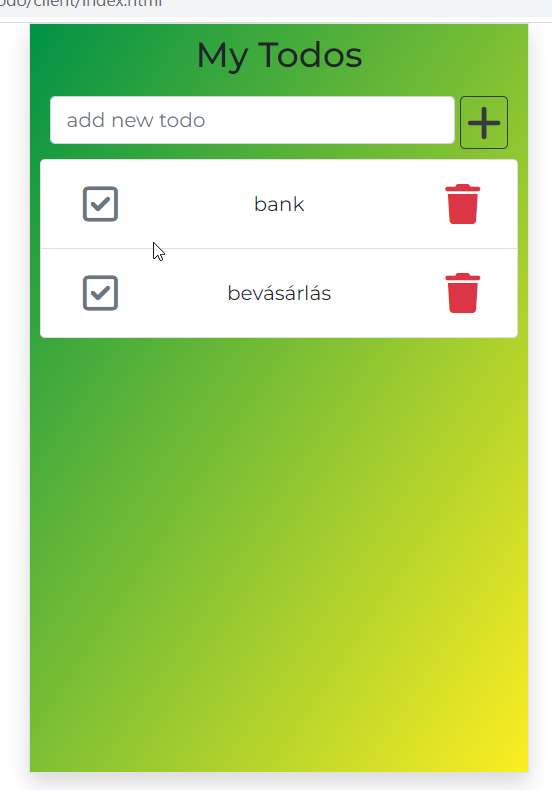 odo/client/index.html
My Todos
add new todo
bank
bevásárlás